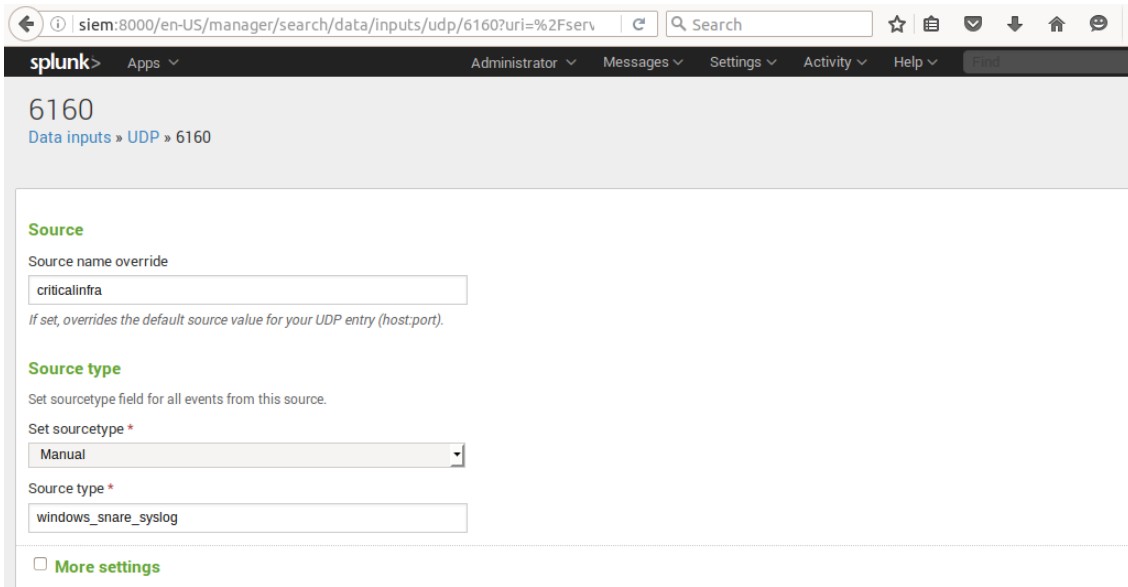 siem:8000/en-US/manager/search/data/inputs/udp/6160?uri=%2Fserv
Search
splunk> Apps Administrator Messages Settings Activity Help Find
6160
Data inputs » UDP » 6160
Source
Source name override
criticalinfra
If set, overrides the default source value for your UDP entry (host:port).
Source type
Set sourcetype field for all events from this source.
Set sourcetype *
Manual
Source type *
windows_snare_syslog
More settings